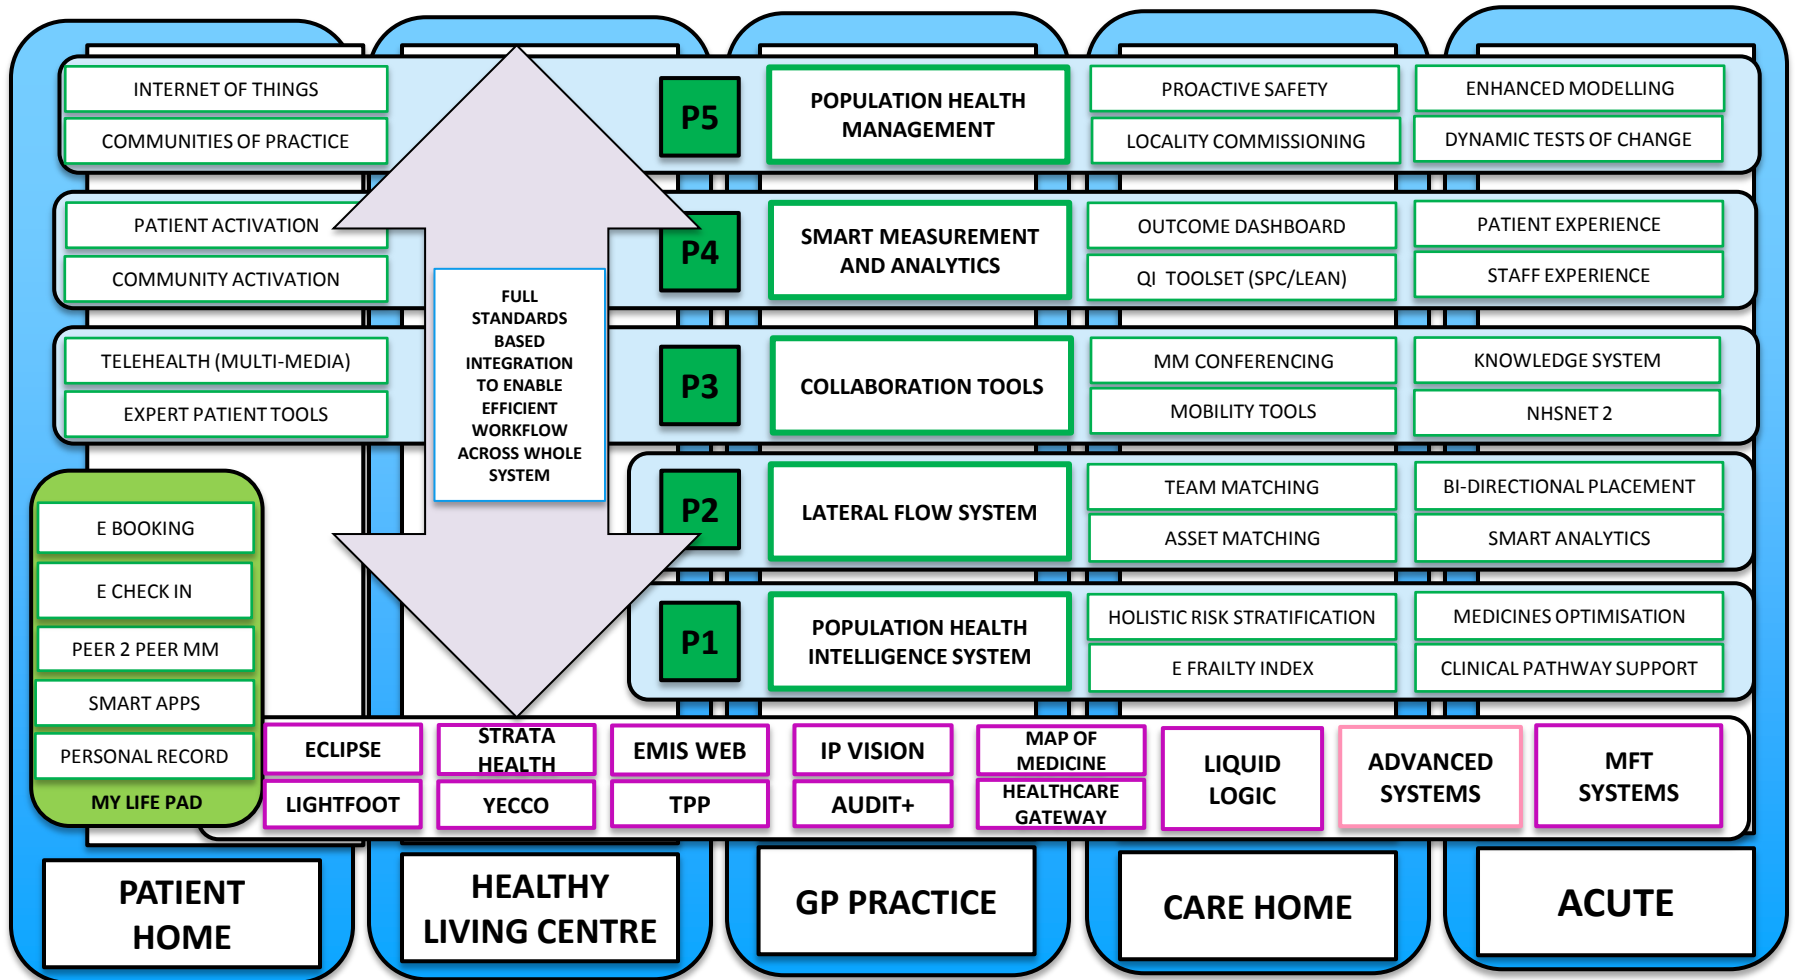 INTERNET OF THINGS
COMMUNITIES OF PRACTICE
P5
POPULATION HEALTH
MANAGEMENT
PROACTIVE SAFETY
LOCALITY COMMISSIONING
ENHANCED MODELLING
DYNAMIC TESTS OF CHANGE
PATIENT ACTIVATION
COMMUNITY ACTIVATION
P4
SMART MEASUREMENT
AND ANALYTICS
OUTCOME DASHBOARD
QI TOOLSET (SPC/LEAN)
PATIENT EXPERIENCE
STAFF EXPERIENCE
FULL
STANDARDS
BASED
INTEGRATION
TO ENABLE
EFFICIENT
WORKFLOW
ACROSS WHOLE
SYSTEM
TELEHEALTH (MULTI-MEDIA)
EXPERT PATIENT TOOLS
P3
COLLABORATION TOOLS
MM CONFERENCING
MOBILITY TOOLS
KNOWLEDGE SYSTEM
NHSNET 2
P2
LATERAL FLOW SYSTEM
TEAM MATCHING
ASSET MATCHING
BI-DIRECTIONAL PLACEMENT
SMART ANALYTICS
P1
POPULATION HEALTH
INTELLIGENCE SYSTEM
HOLISTIC RISK STRATIFICATION
E FRAILTY INDEX
MEDICINES OPTIMISATION
CLINICAL PATHWAY SUPPORT
E BOOKING
E CHECK IN
PEER 2 PEER MM
SMART APPS
PERSONAL RECORD
MY LIFE PAD
ECLIPSE
LIGHTFOOT
STRATA
HEALTH
YECCO
EMIS WEB
TPP
IP VISION
AUDIT+
MAP OF
MEDICINE
HEALTHCARE
GATEWAY
LIQUID
LOGIC
ADVANCED
SYSTEMS
MFT
SYSTEMS
PATIENT
HOME
HEALTHY
LIVING CENTRE
GP PRACTICE
CARE HOME
ACUTE